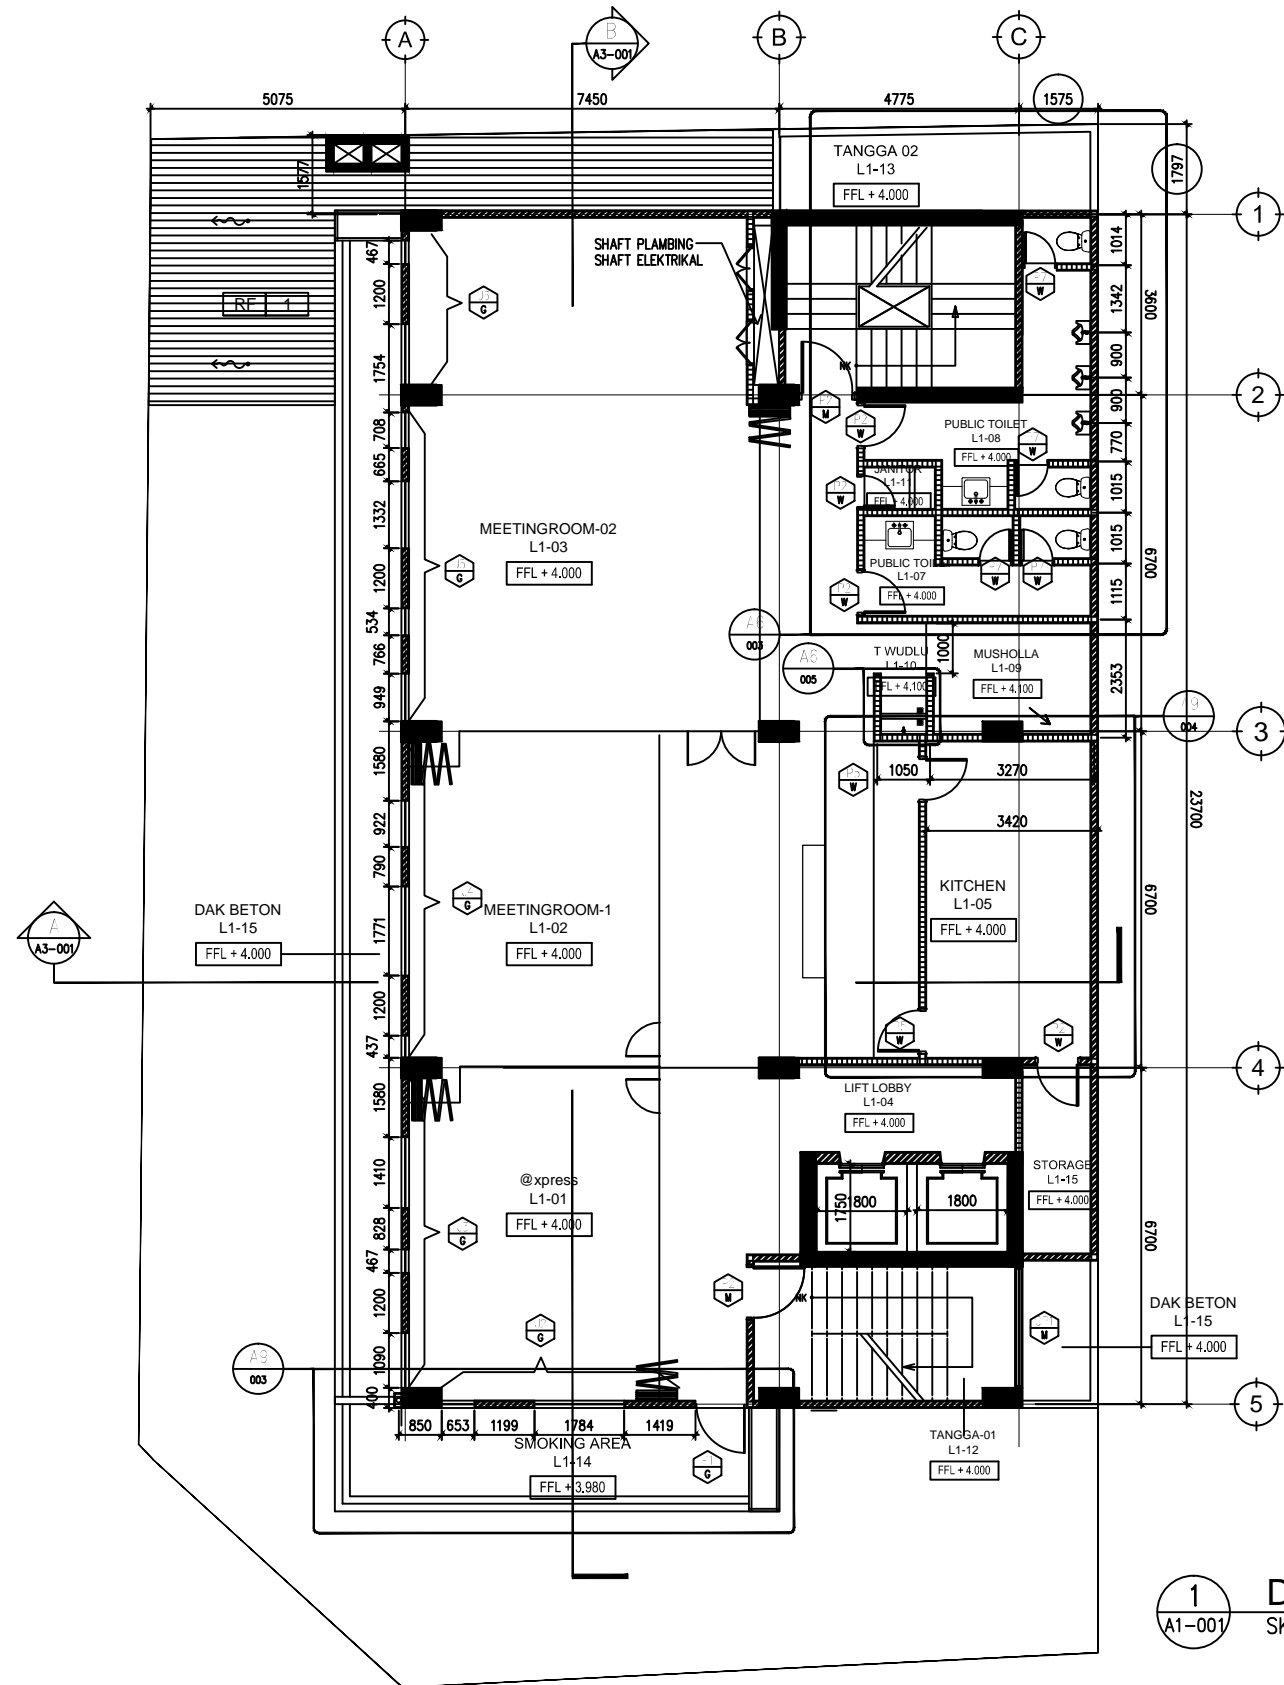 A
B
A3-001
B
C
5075
7450
4775
1575
TANGGA 02
L1-13
FFL + 4.000
1577
1797
1
SHAFT PLAMBING
SHAFT ELEKTRIKAL
RF 1
467
1200
1754
708
665
1332
1200
534
766
949
1580
922
790
1771
1200
437
1580
1410
828
467
1200
1090
400
G
1014
1342
900
900
770
1015
1015
1115
2353
3600
6700
6700
6700
23700
W
NK
2
P2
M
P2
W
PUBLIC TOILET
L1-08
FFL + 4.000
W
JANITOR
L1-11
FFL + 4.000
W
MEETINGROOM-02
L1-03
FFL + 4.000
G
PUBLIC TOILET
L1-07
FFL + 4.000
W
W
W
A6
003
A6
005
T WUDLU
L1-10
FFL + 4.100
1000
MUSHOLLA
L1-09
FFL + 4.100
A9
004
3
1050
3270
3420
W
KITCHEN
L1-05
FFL + 4.000
G
MEETINGROOM-1
L1-02
FFL + 4.000
DAK BETON
L1-15
FFL + 4.000
A
A3-001
W
W
4
LIFT LOBBY
L1-04
FFL + 4.000
1750
1800
1800
STORAGE
L1-15
FFL + 4.000
@xpress
L1-01
FFL + 4.000
G
M
NK
M
DAK BETON
L1-15
FFL + 4.000
G
A9
003
5
850
653
1199
1784
1419
SMOKING AREA
L1-14
FFL + 3.980
G
TANGGA-01
L1-12
FFL + 4.000
1
A1-001
D